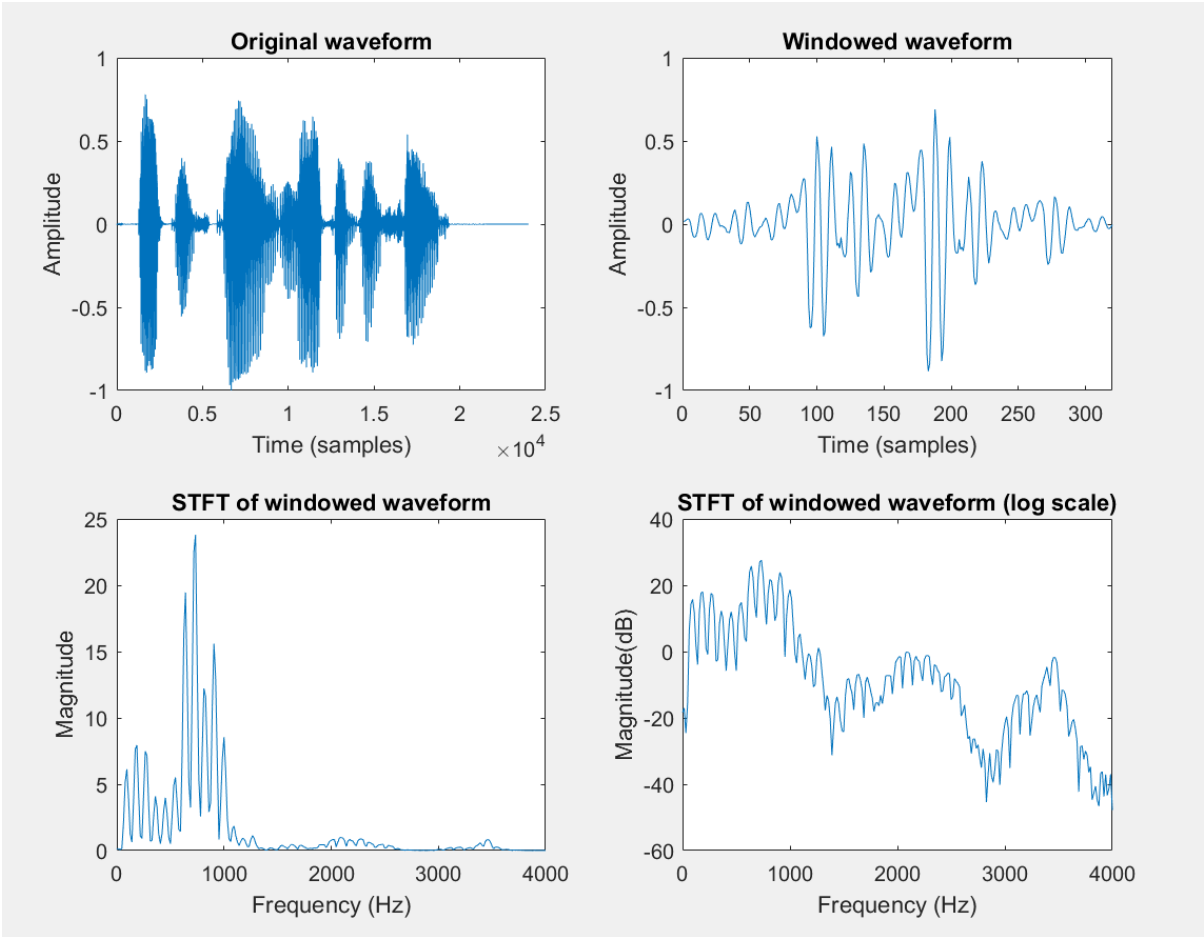 Original waveform
1
0.5
0
-0.5
-1
Amplitude
0 0.5 1 1.5 2 2.5
Time (samples)
×10^4
Windowed waveform
1
0.5
0
-0.5
-1
Amplitude
0 50 100 150 200 250 300
Time (samples)
STFT of windowed waveform
25
20
15
10
5
0
Magnitude
0 1000 2000 3000 4000
Frequency (Hz)
STFT of windowed waveform (log scale)
40
20
0
-20
-40
-60
Magnitude(dB)
0 1000 2000 3000 4000
Frequency (Hz)